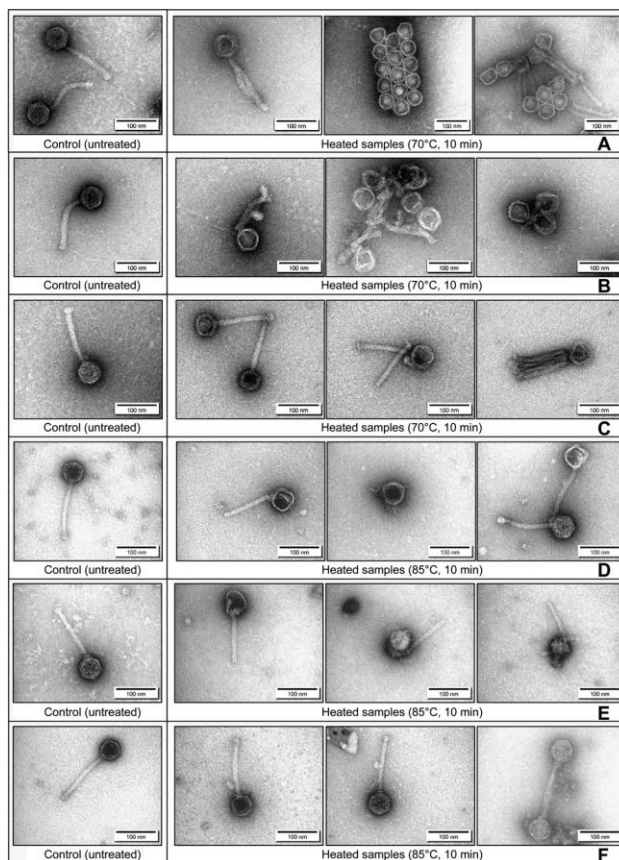 100 nm 100 nm 100 nm 100 nm
Control (untreated) Heated samples (70°C, 10 min) A
100 nm 100 nm 100 nm 100 nm
Control (untreated) Heated samples (70°C, 10 min) B
100 nm 100 nm 100 nm 100 nm
Control (untreated) Heated samples (70°C, 10 min) C
100 nm 100 nm 100 nm 100 nm
Control (untreated) Heated samples (85°C, 10 min) D
100 nm 100 nm 100 nm 100 nm
Control (untreated) Heated samples (85°C, 10 min) E
100 nm 100 nm 100 nm 100 nm
Control (untreated) Heated samples (85°C, 10 min) F